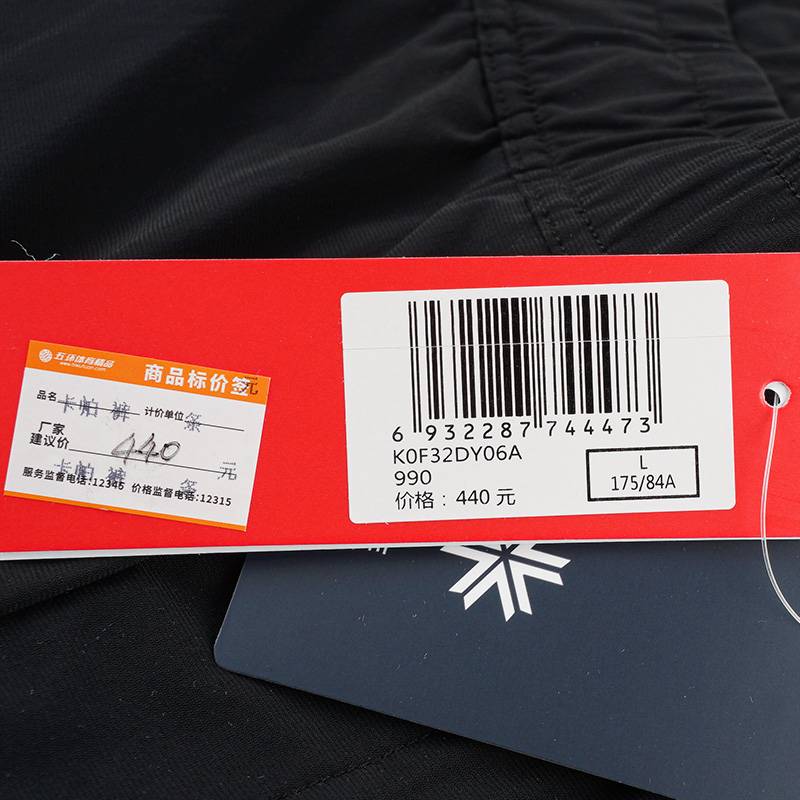 五环体育精品
商品标价签
元
品名 卡帕 裤 计价单位 条
厂家
建议价 440
卡帕 裤 条 元
服务监督电话:12345 价格监督电话:12315
6 932287 744473
K0F32DY06A
990
价格：440 元
L
175/84A